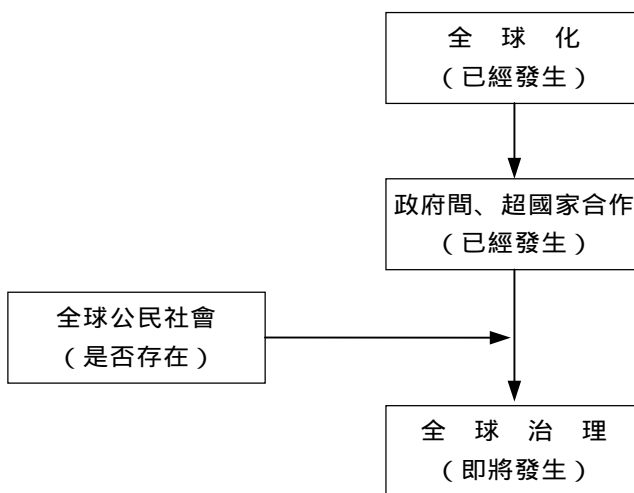 全 球 化
（已經發生）
政府間、超國家合作
（已經發生）
全球公民社會
（是否存在）
全 球 治 理
（即將發生）